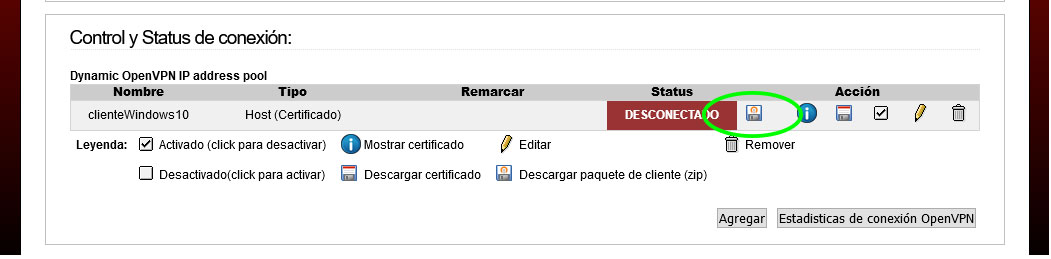 Control y Status de conexión:
Dynamic OpenVPN IP address pool
Nombre Tipo Remarcar Status Acción
clienteWindows10 Host (Certificado) DESCONECTADO
Leyenda: Activado (click para desactivar) Mostrar certificado Editar Remover
Desactivado(click para activar) Descargar certificado Descargar paquete de cliente (zip)
Agregar Estadisticas de conexión OpenVPN